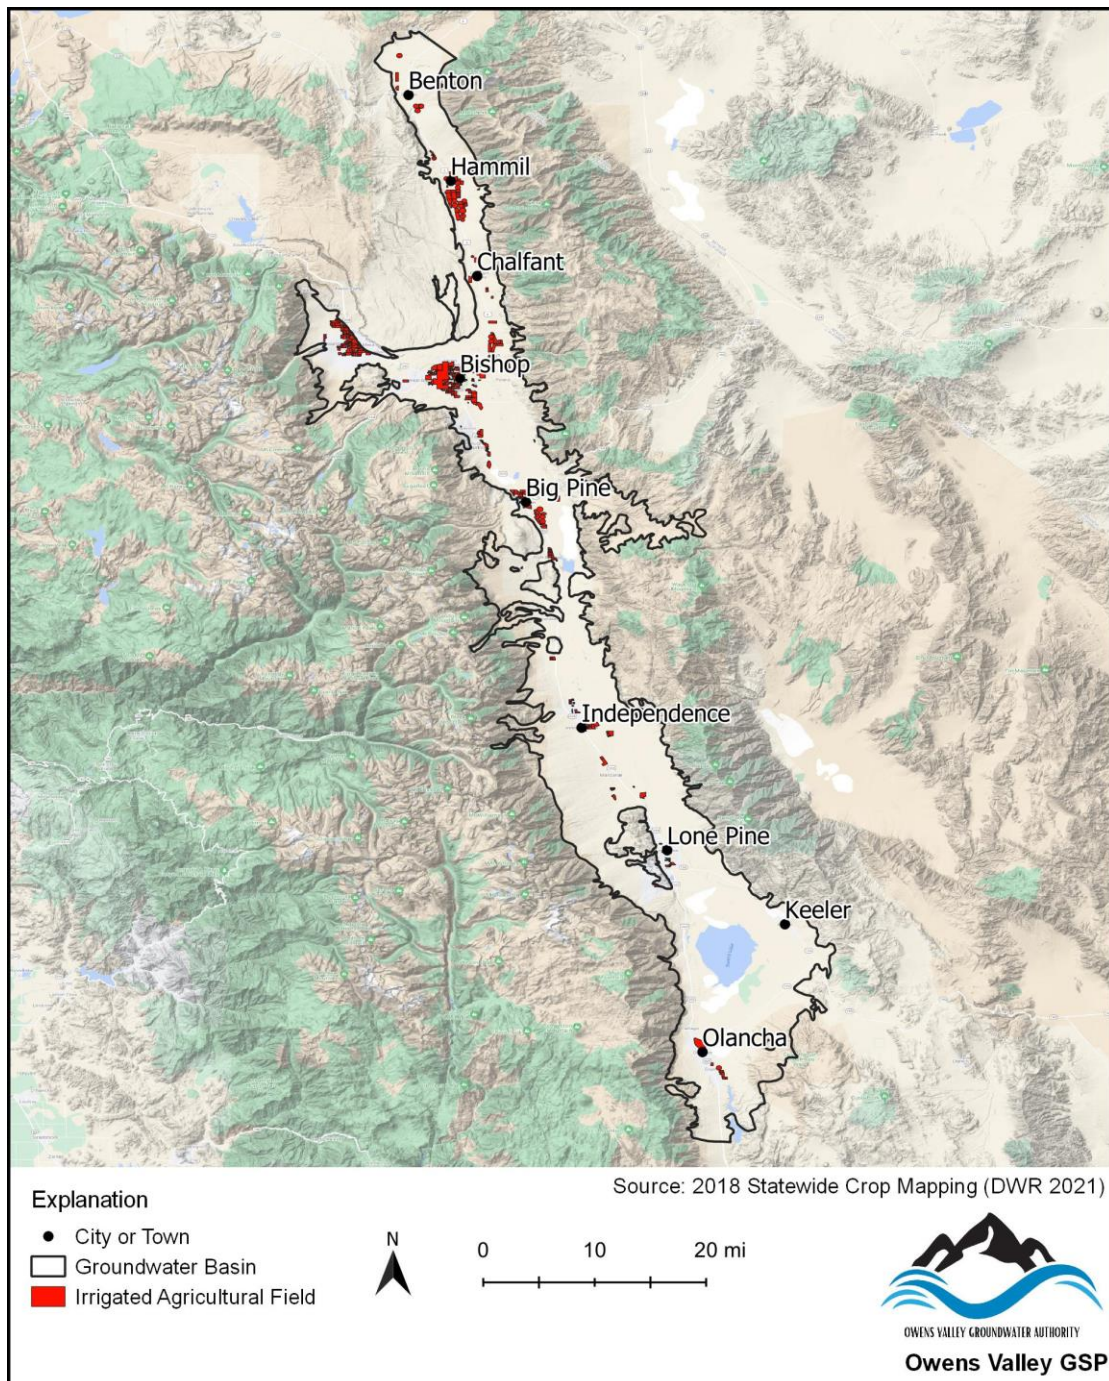 Benton
Hammil
Chalfant
Bishop
Big Pine
Independence
Lone Pine
Keeler
Olancha
Source: 2018 Statewide Crop Mapping (DWR 2021)
Explanation
City or Town
Groundwater Basin
Irrigated Agricultural Field
N
0 10 20 mi
OWENS VALLEY GROUNDWATER AUTHORITY
Owens Valley GSP